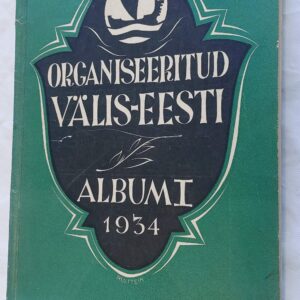 ORGANISEERITUD
VÄLIS-EESTI
ALBUM I
1934